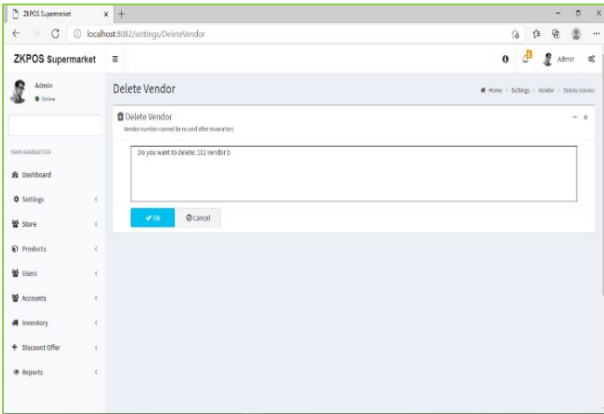 ZKPOS Supermarket
localhost:8082/settings/DeleteVendor
ZKPOS Supermarket
Admin
Admin
Online
Delete Vendor
Home > Settings > Vendor > Delete Vendor
Delete Vendor
Vendor number cannot be reused after revocation!
Do you want to delete: 101 vendor b
Ok
Cancel
MAIN NAVIGATION
Dashboard
Settings
Store
Products
Users
Accounts
Inventory
Discount Offer
Reports